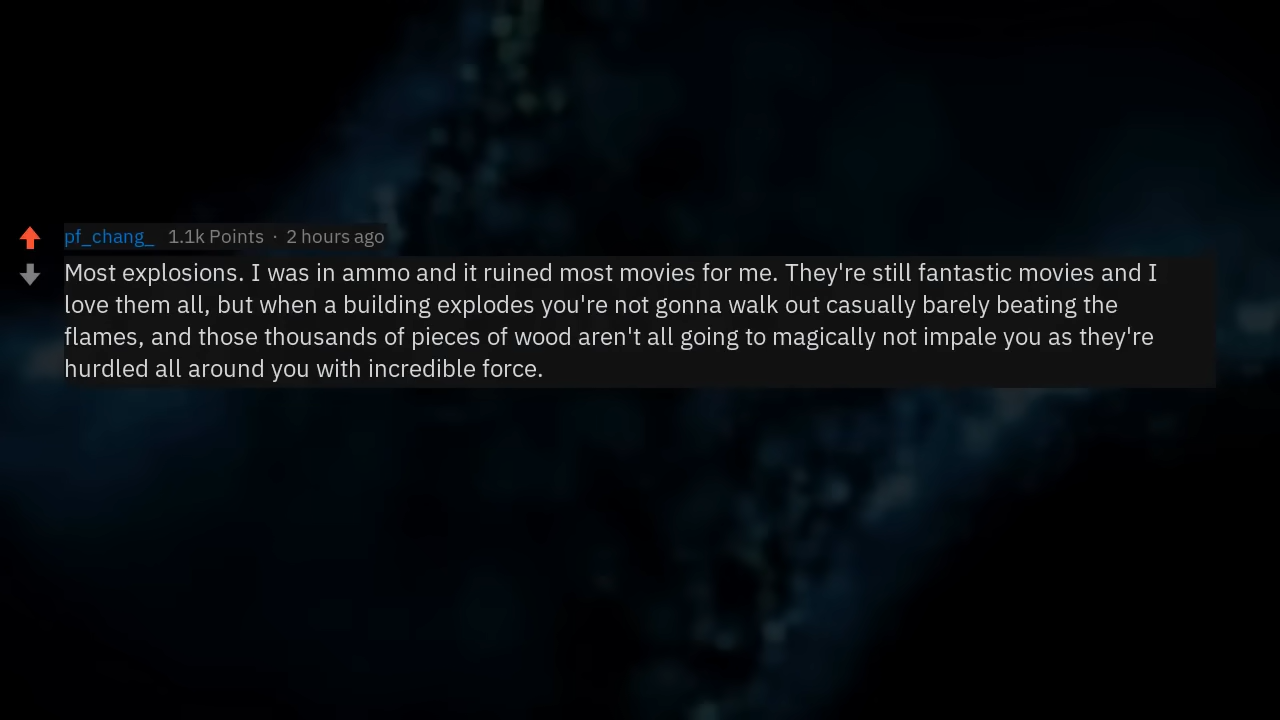 pf_chang_ 1.1k Points · 2 hours ago
Most explosions. I was in ammo and it ruined most movies for me. They're still fantastic movies and I
love them all, but when a building explodes you're not gonna walk out casually barely beating the
flames, and those thousands of pieces of wood aren't all going to magically not impale you as they're
hurdled all around you with incredible force.